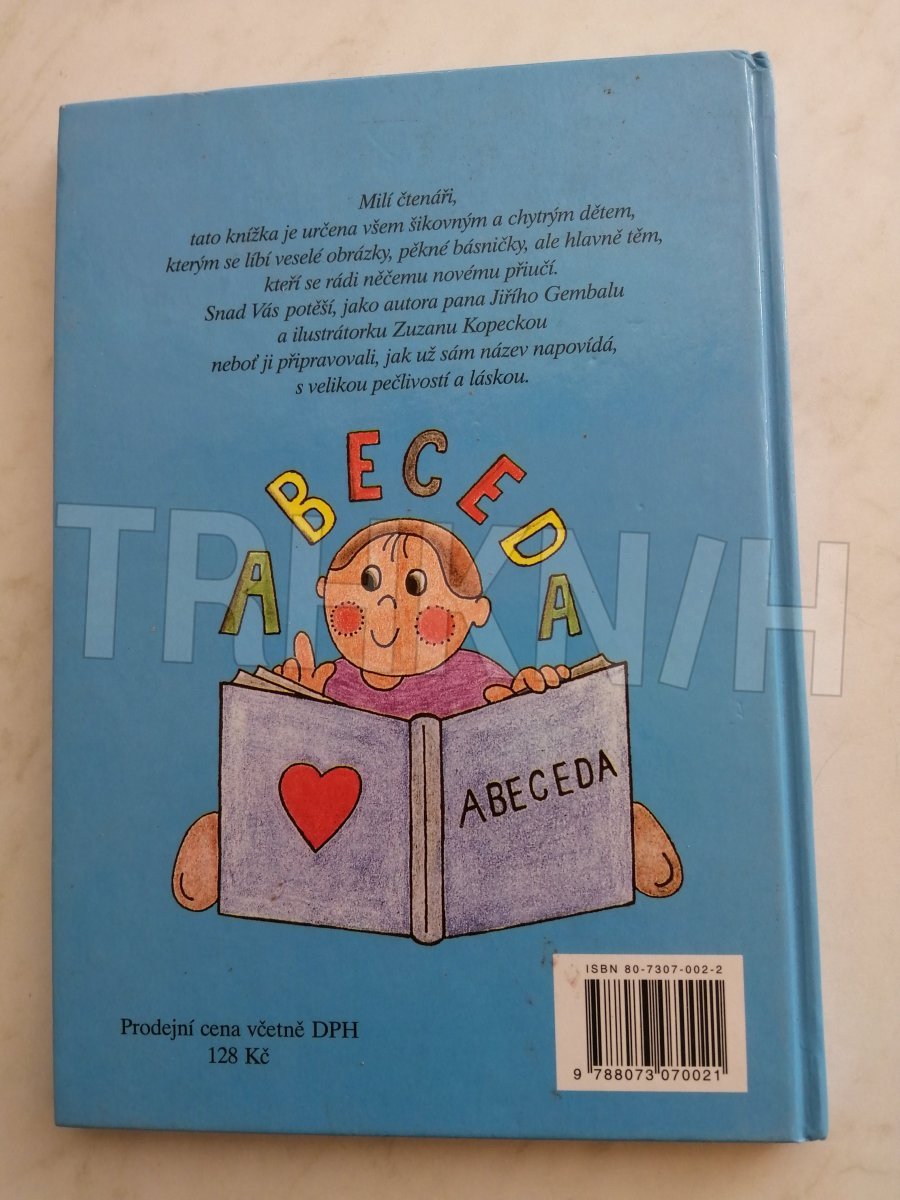 Milí čtenáři,
tato knížka je určena všem šikovným a chytrým dětem,
kterým se líbí veselé obrázky, pěkné básničky, ale hlavně těm,
kteří se rádi něčemu novému přiučí.
Snad Vás potěší, jako autora pana Jiřího Gembalu
a ilustrátorku Zuzanu Kopeckou
neboť ji připravovali, jak už sám název napovídá,
s velikou pečlivostí a láskou.
ABECEDA
TRHKNIH
ABECEDA
ISBN 80-7307-002-2
9 788073 070021
Prodejní cena včetně DPH
128 Kč